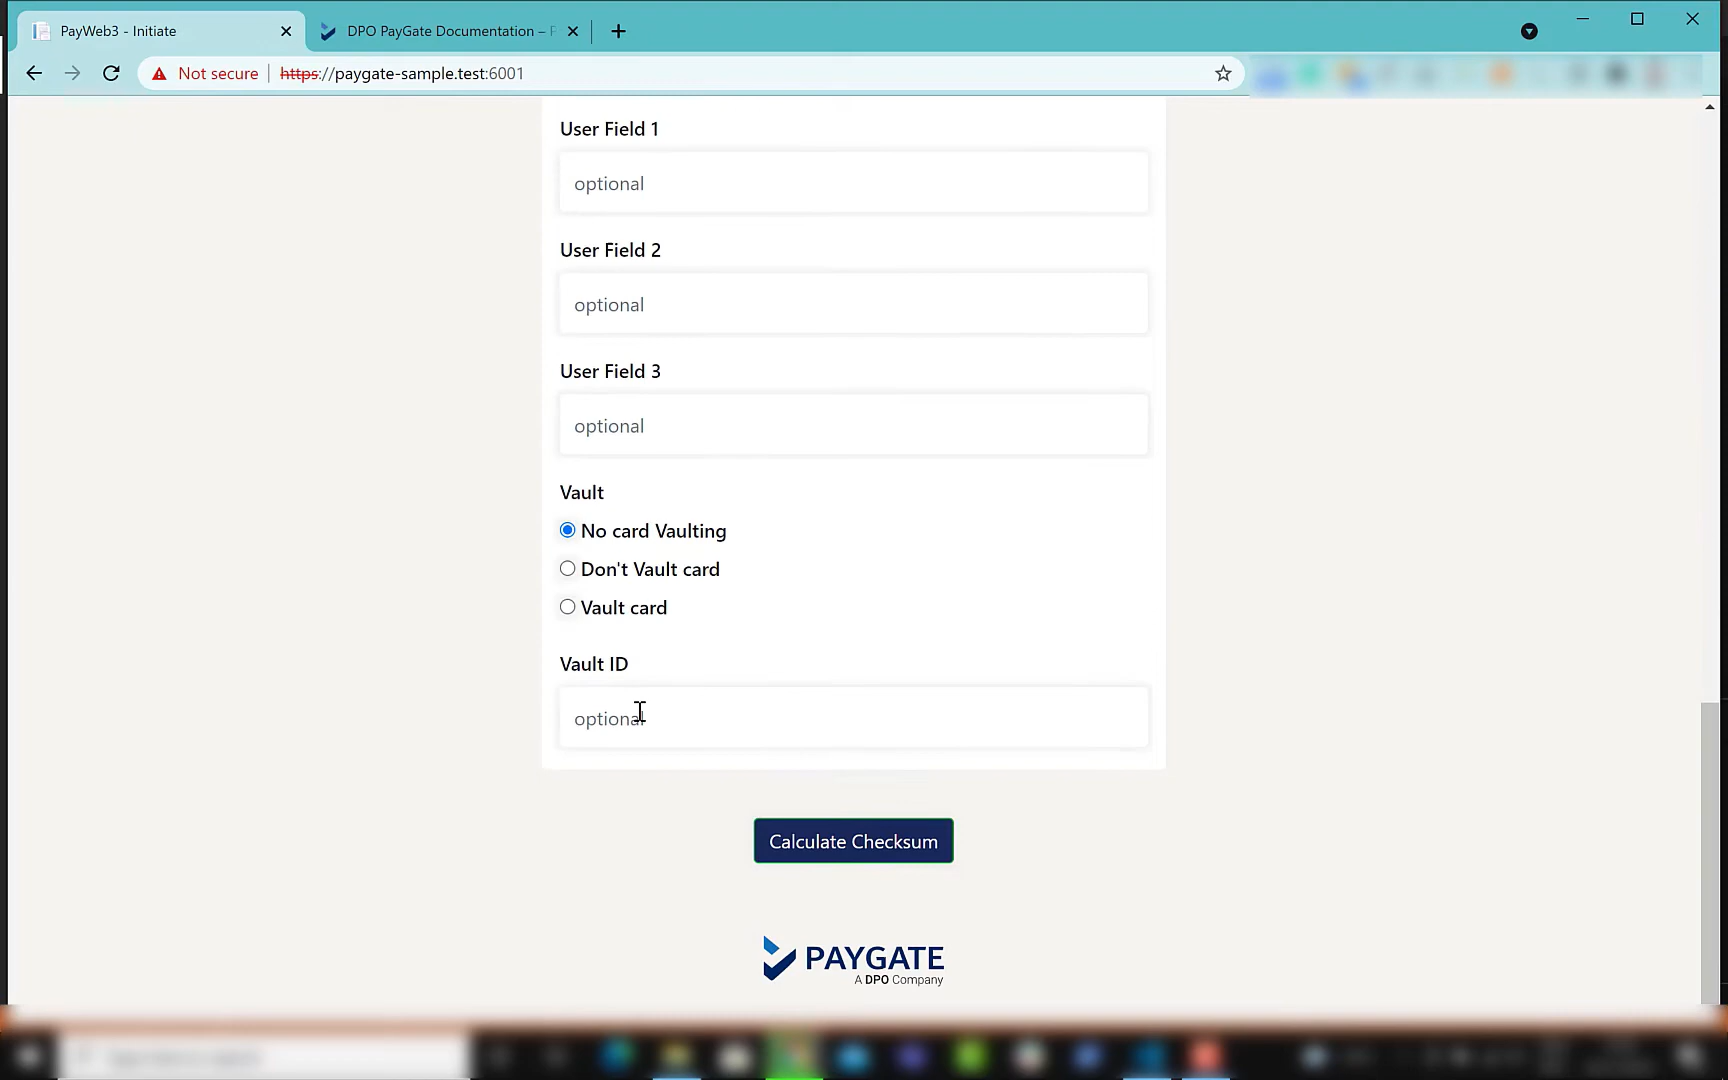 PayWeb3 - Initiate
DPO PayGate Documentation –
Not secure
https://paygate-sample.test:6001
User Field 1
optional
User Field 2
optional
User Field 3
optional
Vault
No card Vaulting
Don't Vault card
Vault card
Vault ID
optional
Calculate Checksum
PAYGATE
A DPO Company